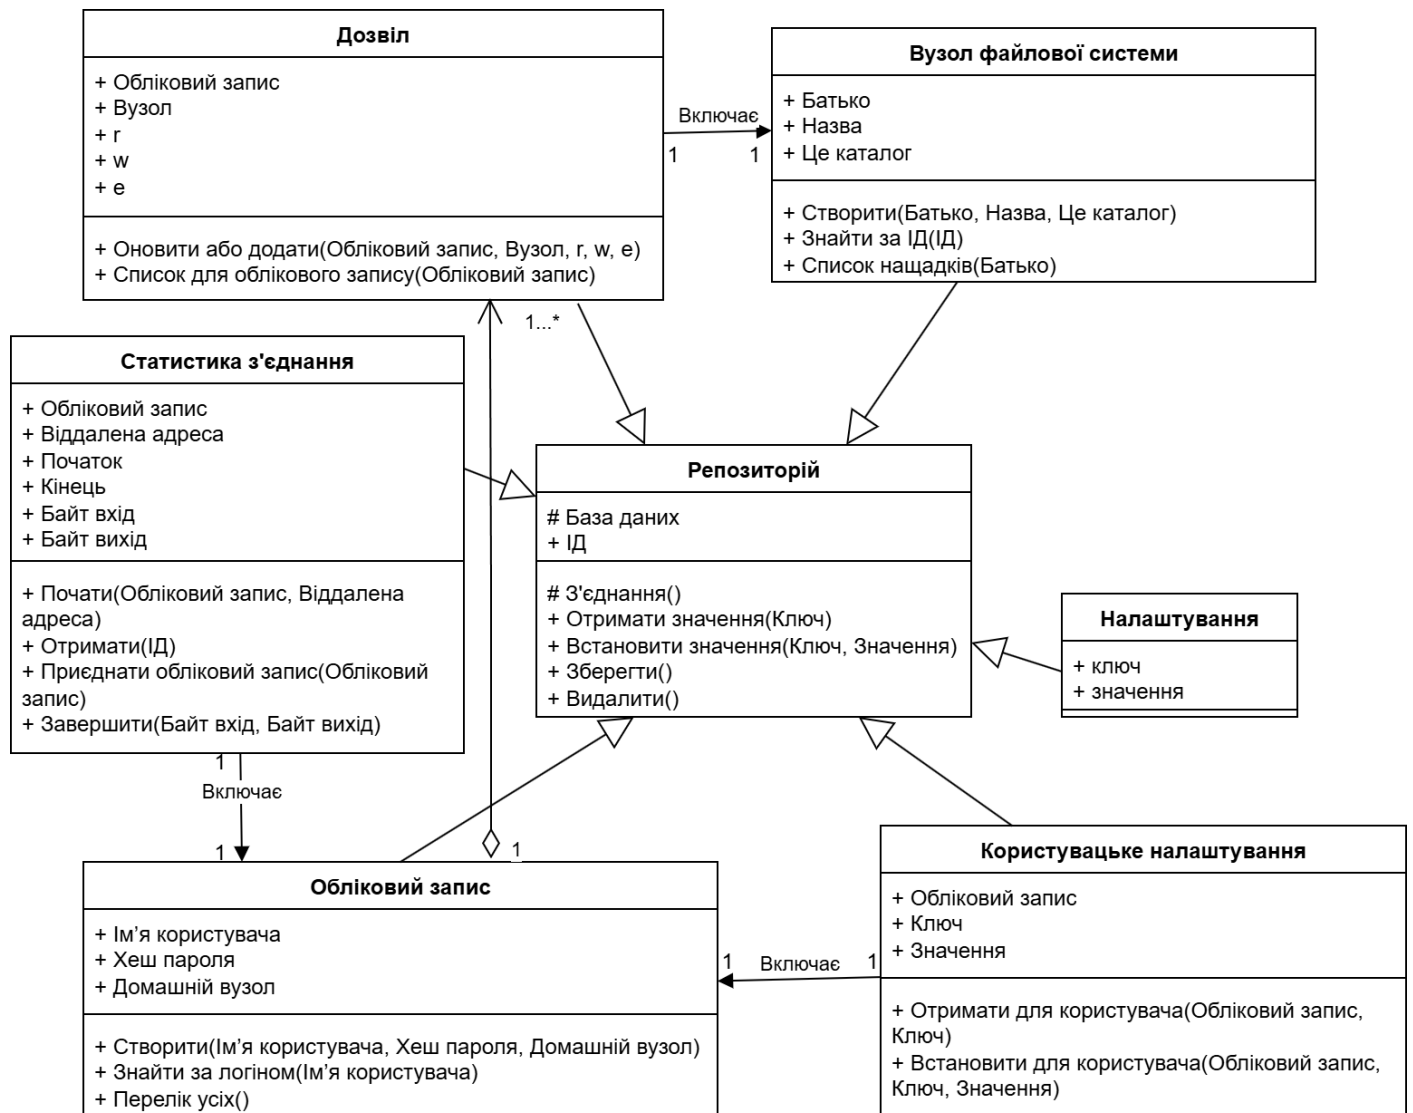 Дозвіл
+ Обліковий запис
+ Вузол
+ r
+ w
+ e
+ Оновити або додати(Обліковий запис, Вузол, r, w, e)
+ Список для облікового запису(Обліковий запис)
Включає
1
1
Вузол файлової системи
+ Батько
+ Назва
+ Це каталог
+ Створити(Батько, Назва, Це каталог)
+ Знайти за ІД(ІД)
+ Список нащадків(Батько)
1...*
Статистика з'єднання
+ Обліковий запис
+ Віддалена адреса
+ Початок
+ Кінець
+ Байт вхід
+ Байт вихід
+ Почати(Обліковий запис, Віддалена
адреса)
+ Отримати(ІД)
+ Приєднати обліковий запис(Обліковий
запис)
+ Завершити(Байт вхід, Байт вихід)
Репозиторій
# База даних
+ ІД
# З'єднання()
+ Отримати значення(Ключ)
+ Встановити значення(Ключ, Значення)
+ Зберегти()
+ Видалити()
Налаштування
+ ключ
+ значення
1
Включає
1
1
Обліковий запис
+ Ім’я користувача
+ Хеш пароля
+ Домашній вузол
+ Створити(Ім’я користувача, Хеш пароля, Домашній вузол)
+ Знайти за логіном(Ім’я користувача)
+ Перелік усіх()
1
Включає
1
Користувацьке налаштування
+ Обліковий запис
+ Ключ
+ Значення
+ Отримати для користувача(Обліковий запис,
Ключ)
+ Встановити для користувача(Обліковий запис,
Ключ, Значення)